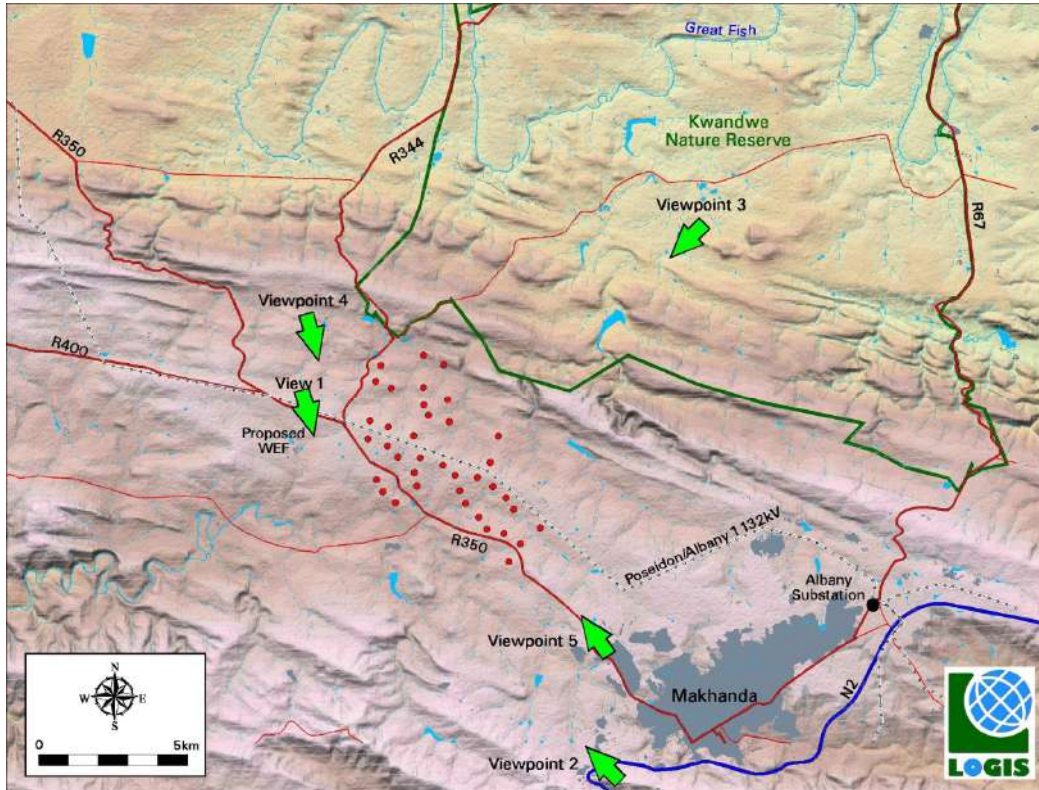 Great Fish
Kwandwe
Nature Reserve
R350
R344
Viewpoint 3
R67
Viewpoint 4
R400
View 1
Proposed
WEF
R350
Poseidon/Albany 1 132kV
Albany
Substation
Viewpoint 5
Makhanda
N2
Viewpoint 2
N
W
E
S
0
5km
LOGIS